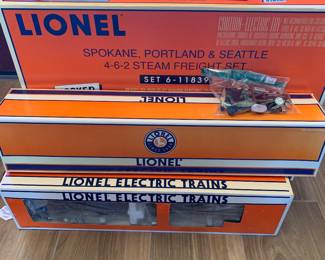 LIONEL
SPOKANE, PORTLAND & SEATTLE
4-6-2 STEAM FREIGHT SET
SET 6-11839
LIONEL
LIONEL
LIONEL
LIONEL ELECTRIC TRAINS
LIONEL ELECTRIC TRAINS